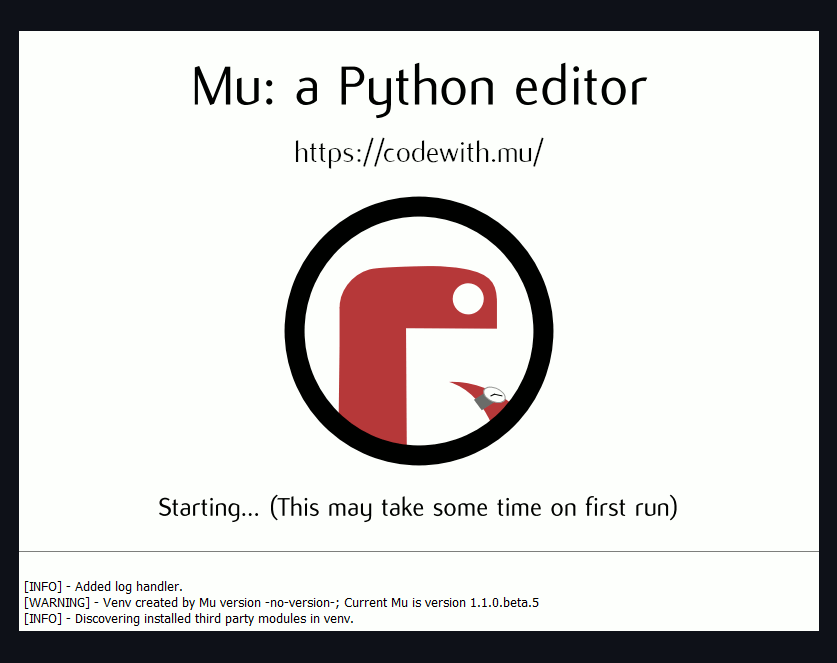 Mu: a Python editor
https://codewith.mu/
Starting... (This may take some time on first run)
[INFO] - Added log handler.
[WARNING] - Venv created by Mu version -no-version-; Current Mu is version 1.1.0.beta.5
[INFO] - Discovering installed third party modules in venv.